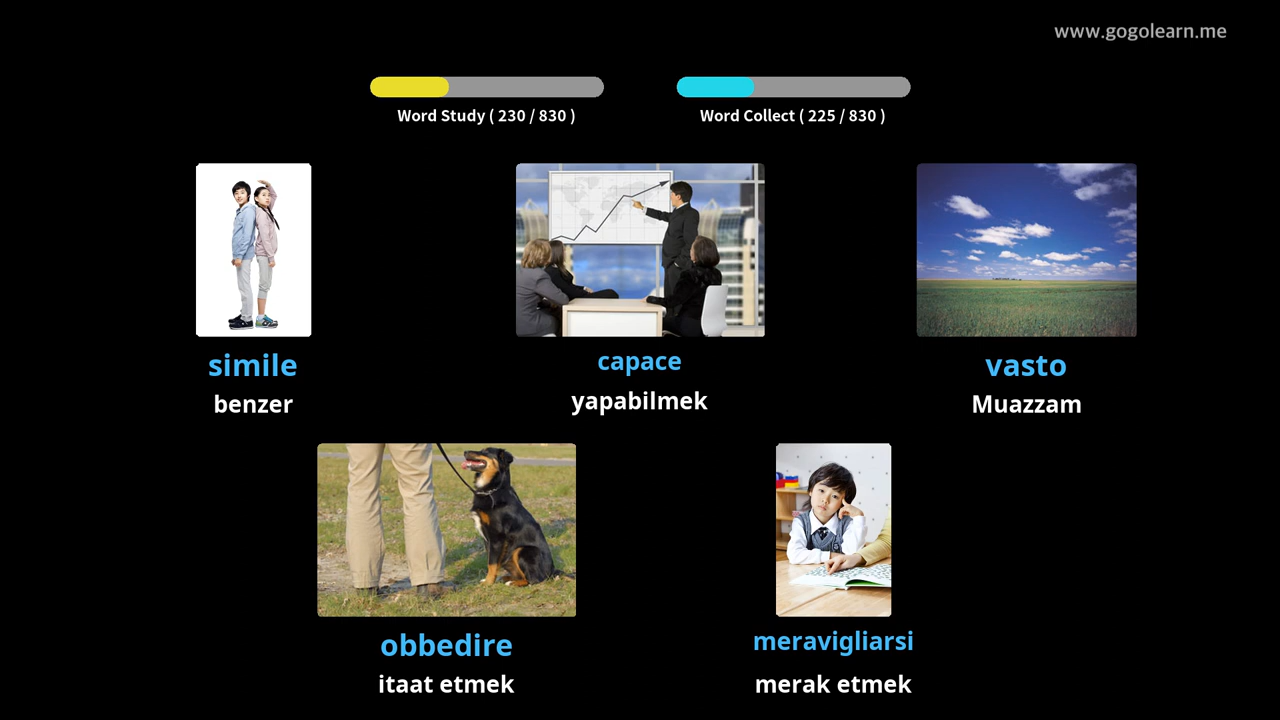 www.gogolearn.me
Word Study ( 230 / 830 )
Word Collect ( 225 / 830 )
simile
benzer
capace
yapabilmek
vasto
Muazzam
obbedire
itaat etmek
meravigliarsi
merak etmek